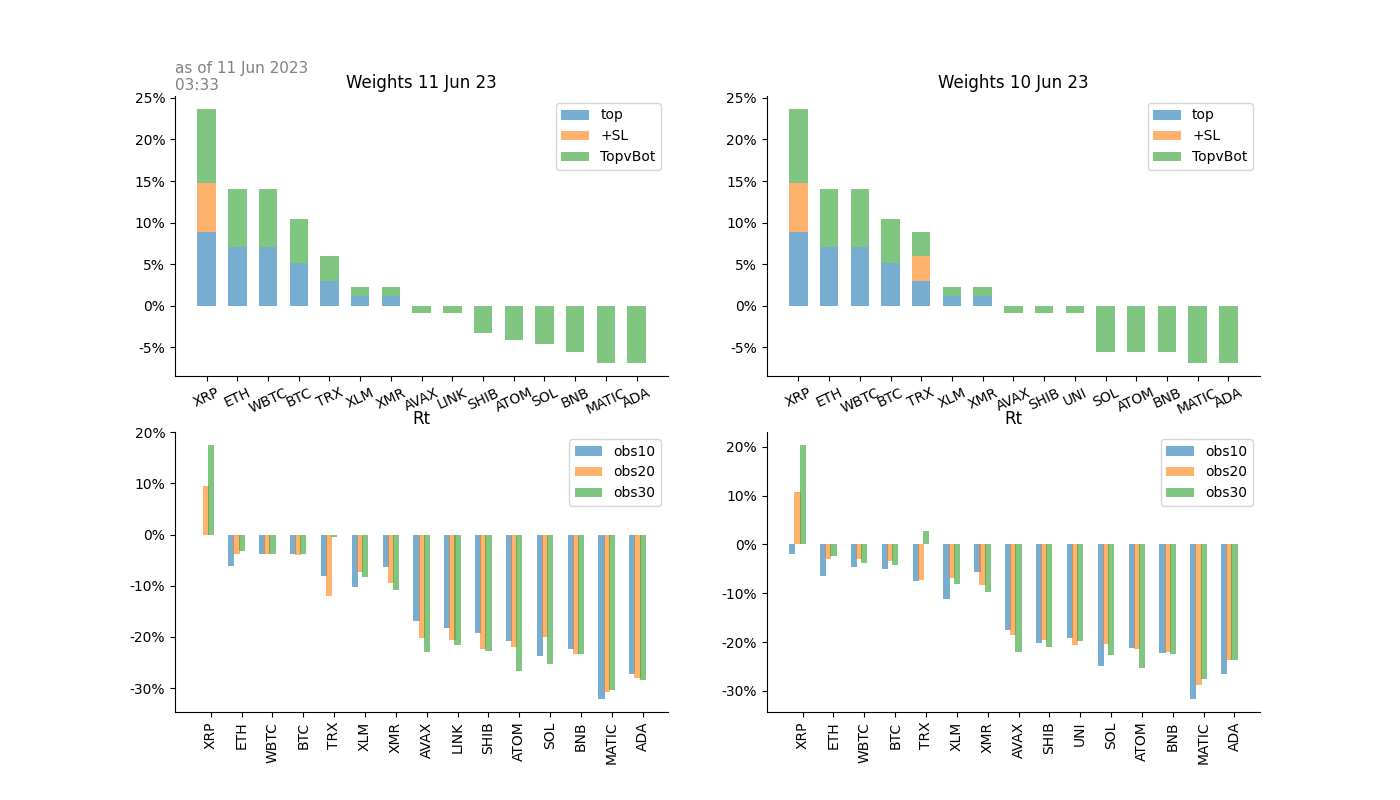 as of 11 Jun 2023
03:33
Weights 11 Jun 23
25%
20%
15%
10%
5%
0%
-5%
top
+SL
TopvBot
XRP ETH WBTC BTC TRX XLM XMR AVAX LINK SHIB ATOM SOL BNB MATIC ADA
Weights 10 Jun 23
25%
20%
15%
10%
5%
0%
-5%
top
+SL
TopvBot
XRP ETH WBTC BTC TRX XLM XMR AVAX SHIB UNI SOL ATOM BNB MATIC ADA
Rt
20%
10%
0%
-10%
-20%
-30%
obs10
obs20
obs30
XRP ETH WBTC BTC TRX XLM XMR AVAX LINK SHIB ATOM SOL BNB MATIC ADA
Rt
20%
10%
0%
-10%
-20%
-30%
obs10
obs20
obs30
XRP ETH WBTC BTC TRX XLM XMR AVAX SHIB UNI SOL ATOM BNB MATIC ADA